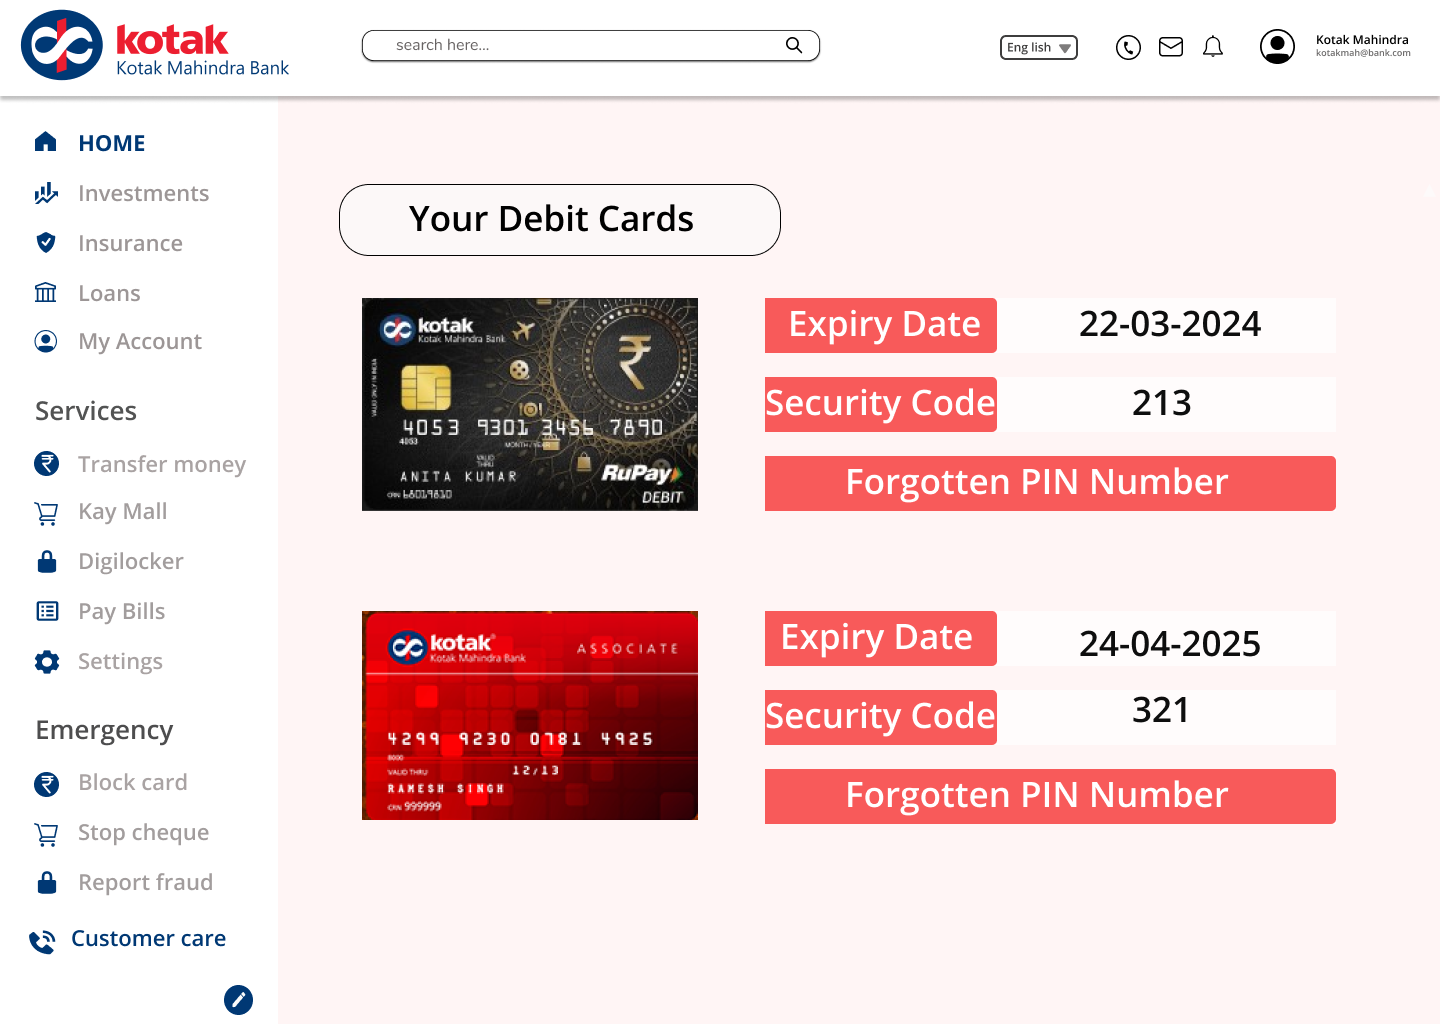 kotak
Kotak Mahindra Bank
search here...
Eng lish
Kotak Mahindra
kotakmah@bank.com
HOME
Investments
Insurance
Loans
My Account
Services
Transfer money
Kay Mall
Digilocker
Pay Bills
Settings
Emergency
Block card
Stop cheque
Report fraud
Customer care
Your Debit Cards
kotak
Kotak Mahindra Bank
VALID ONLY IN INDIA
4053 9301 3456 7890
4053
MONTH / YEAR
VALID
THRU
ANITA KUMAR
CRN 68019810
RuPay
DEBIT
Expiry Date
22-03-2024
Security Code
213
Forgotten PIN Number
kotak
Kotak Mahindra Bank
ASSOCIATE
4299 9230 0781 4925
8000
VALID THRU
12/13
RAMESH SINGH
CRN 999999
Expiry Date
24-04-2025
Security Code
321
Forgotten PIN Number